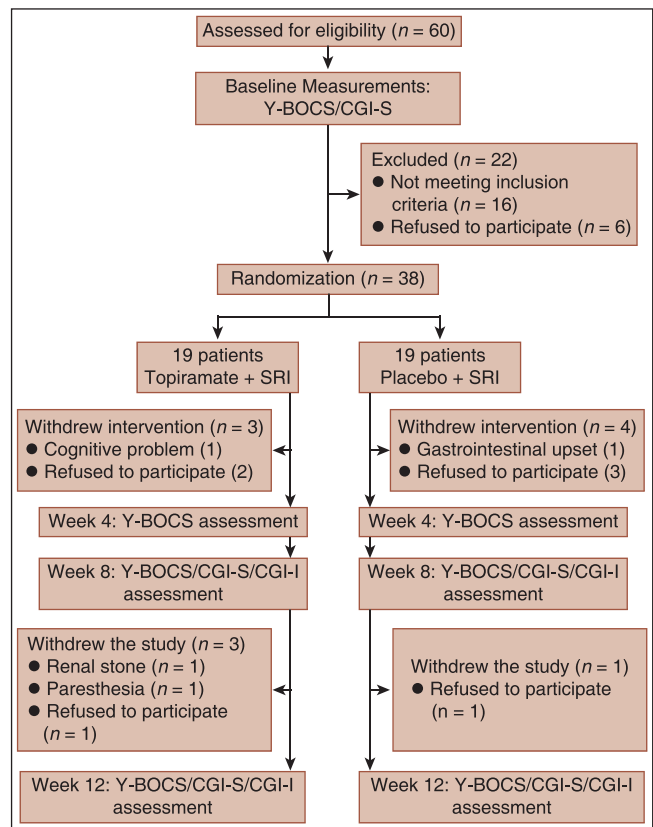 Assessed for eligibility (n = 60)
Baseline Measurements:
Y-BOCS/CGI-S
Excluded (n = 22)
● Not meeting inclusion
criteria (n = 16)
● Refused to participate (n = 6)
Randomization (n = 38)
19 patients
Topiramate + SRI
19 patients
Placebo + SRI
Withdrew intervention (n = 3)
● Cognitive problem (1)
● Refused to participate (2)
Withdrew intervention (n = 4)
● Gastrointestinal upset (1)
● Refused to participate (3)
Week 4: Y-BOCS assessment
Week 4: Y-BOCS assessment
Week 8: Y-BOCS/CGI-S/CGI-I
assessment
Week 8: Y-BOCS/CGI-S/CGI-I
assessment
Withdrew the study (n = 3)
● Renal stone (n = 1)
● Paresthesia (n = 1)
● Refused to participate
(n = 1)
Withdrew the study (n = 1)
● Refused to participate
(n = 1)
Week 12: Y-BOCS/CGI-S/CGI-I
assessment
Week 12: Y-BOCS/CGI-S/CGI-I
assessment